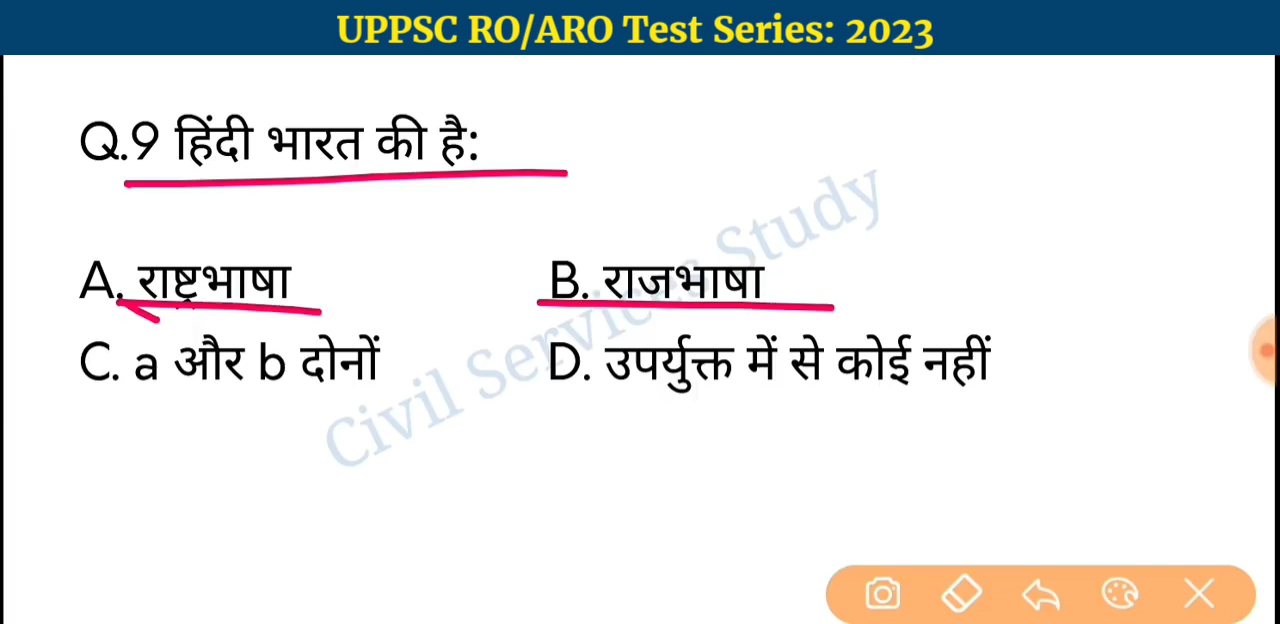 UPPSC RO/ARO Test Series: 2023
Q.9 हिंदी भारत की है:
A. राष्ट्रभाषा B. राजभाषा
C. a और b दोनों D. उपर्युक्त में से कोई नहीं
Civil Services Study